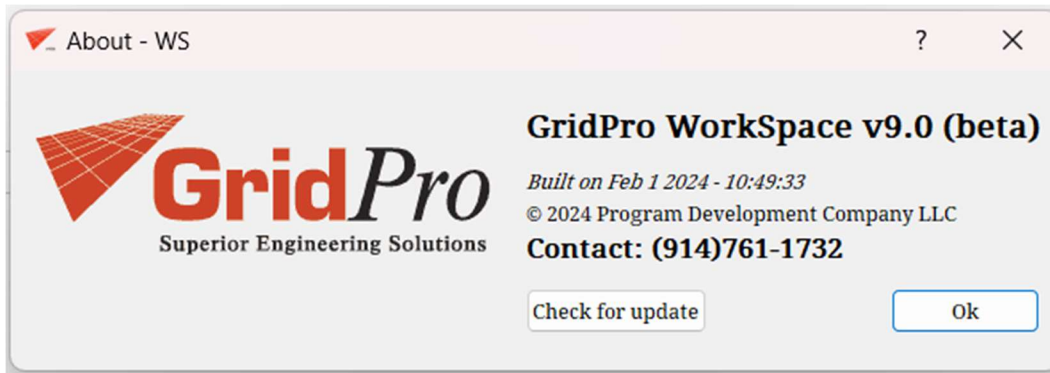 About - WS
?
GridPro
Superior Engineering Solutions
GridPro WorkSpace v9.0 (beta)
Built on Feb 1 2024 - 10:49:33
© 2024 Program Development Company LLC
Contact: (914)761-1732
Check for update
Ok